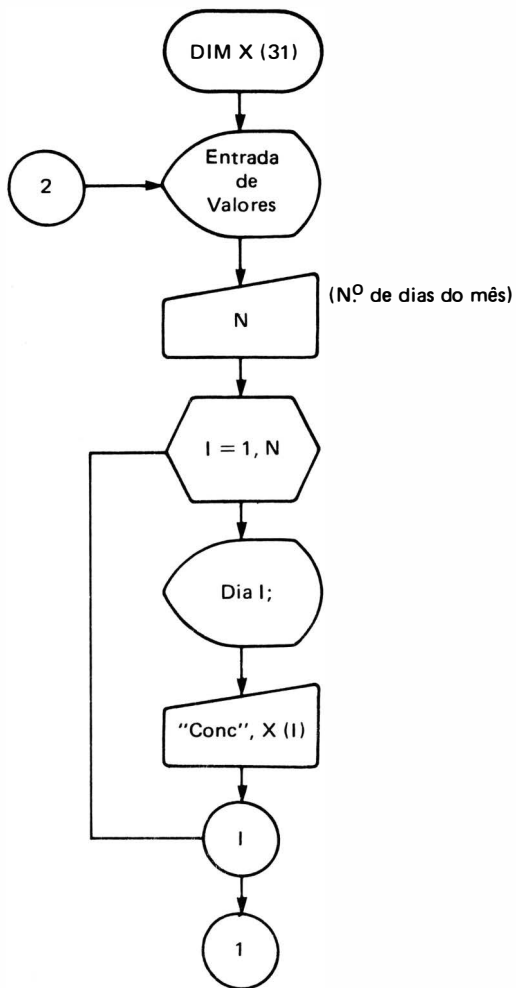 DIM X (31)
Entrada
de
Valores
2
N
(N.º de dias do mês)
I = 1, N
Dia I;
"Conc", X (I)
I
1